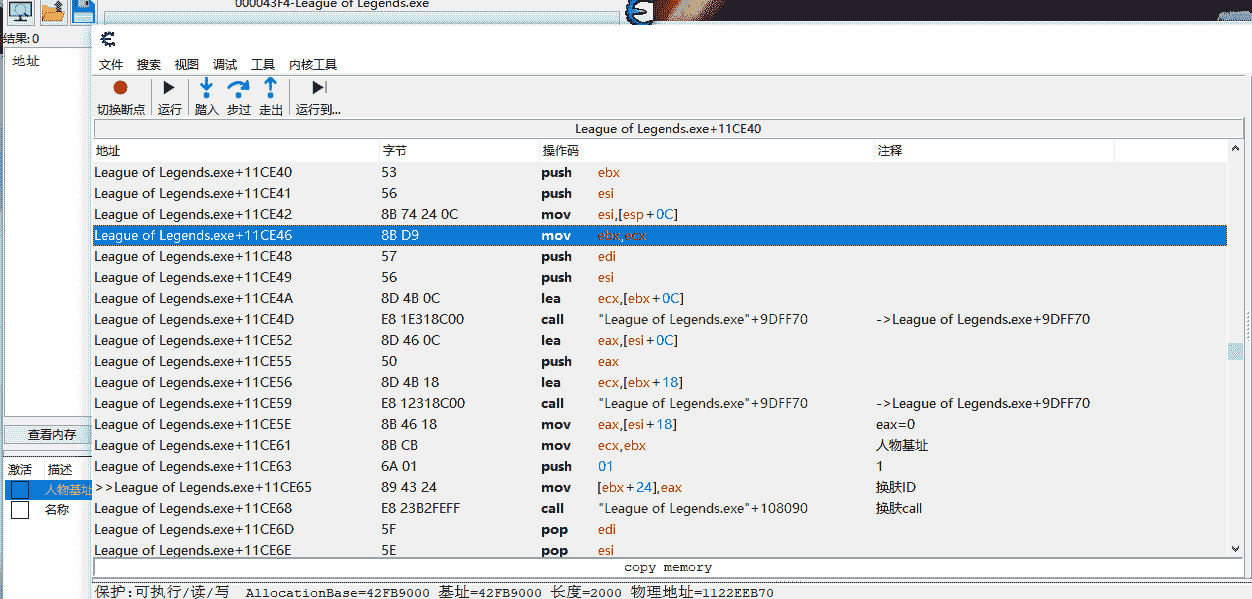 000043F4-League of Legends.exe
结果:0
地址
文件 搜索 视图 调试 工具 内核工具
切换断点 运行 踏入 步过 走出 运行到...
League of Legends.exe+11CE40
地址 字节 操作码 注释
League of Legends.exe+11CE40 53 push ebx
League of Legends.exe+11CE41 56 push esi
League of Legends.exe+11CE42 8B 74 24 0C mov esi,[esp+0C]
League of Legends.exe+11CE46 8B D9 mov ebx,ecx
League of Legends.exe+11CE48 57 push edi
League of Legends.exe+11CE49 56 push esi
League of Legends.exe+11CE4A 8D 4B 0C lea ecx,[ebx+0C]
League of Legends.exe+11CE4D E8 1E318C00 call "League of Legends.exe"+9DFF70 ->League of Legends.exe+9DFF70
League of Legends.exe+11CE52 8D 46 0C lea eax,[esi+0C]
League of Legends.exe+11CE55 50 push eax
League of Legends.exe+11CE56 8D 4B 18 lea ecx,[ebx+18]
League of Legends.exe+11CE59 E8 12318C00 call "League of Legends.exe"+9DFF70 ->League of Legends.exe+9DFF70
League of Legends.exe+11CE5E 8B 46 18 mov eax,[esi+18] eax=0
League of Legends.exe+11CE61 8B CB mov ecx,ebx 人物基址
League of Legends.exe+11CE63 6A 01 push 01 1
>>League of Legends.exe+11CE65 89 43 24 mov [ebx+24],eax 换肤ID
League of Legends.exe+11CE68 E8 23B2FEFF call "League of Legends.exe"+108090 换肤call
League of Legends.exe+11CE6D 5F pop edi
League of Legends.exe+11CE6E 5E pop esi
查看内存
激活 描述
人物基址
名称
copy memory
保护:可执行/读/写 AllocationBase=42FB9000 基址=42FB9000 长度=2000 物理地址=1122EEB70